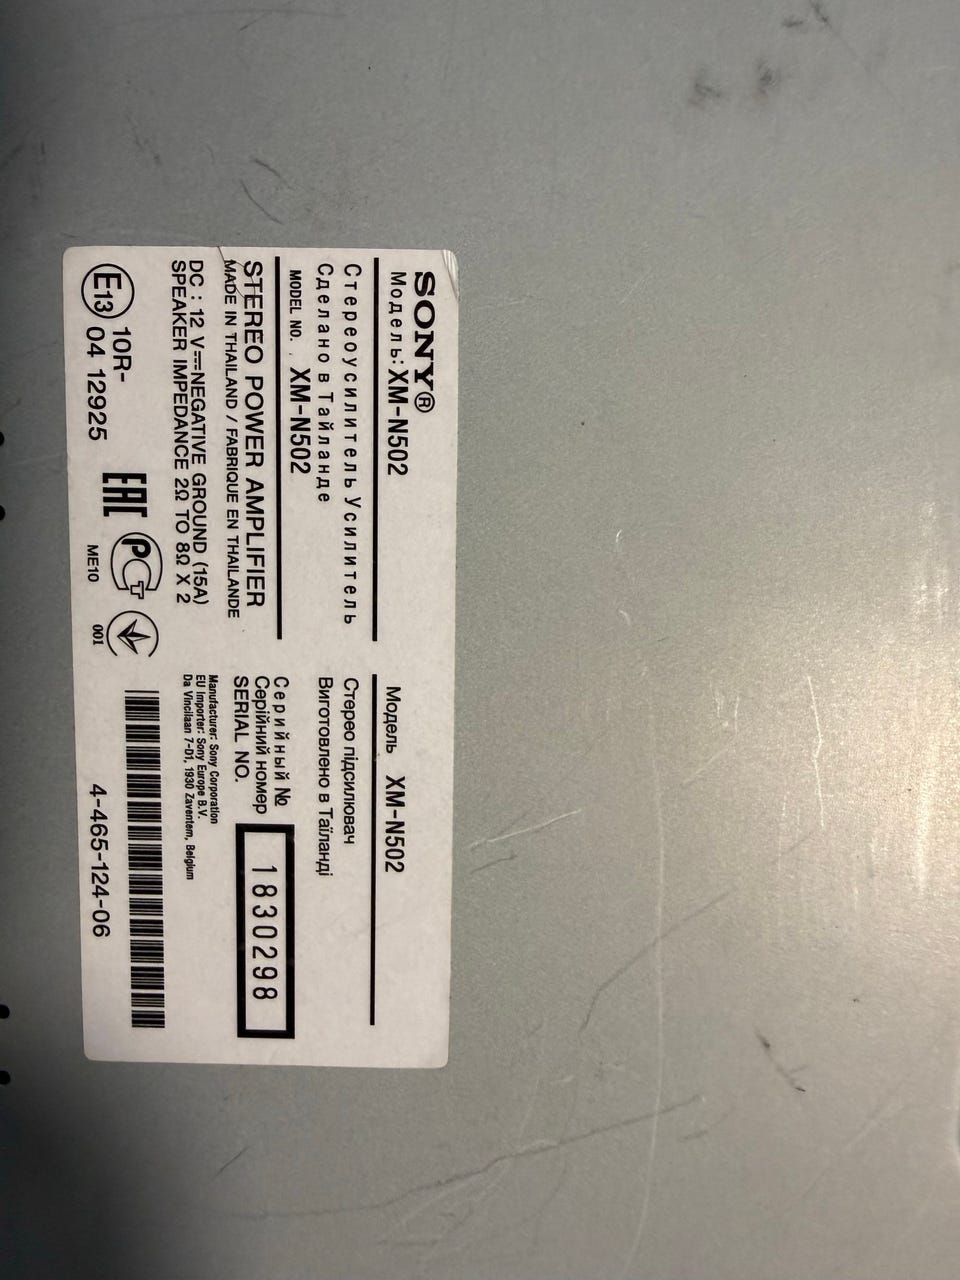 SONY®
Модель: XM-N502
Стереоусилитель Усилитель
Сделано в Тайланде
MODEL NO. XM-N502
STEREO POWER AMPLIFIER
MADE IN THAILAND / FABRIQUE EN THAILANDE
DC : 12 V⎓NEGATIVE GROUND (15A)
SPEAKER IMPEDANCE 2Ω TO 8Ω X 2
E13 10R-
04 12925
EAC
РСТ
ME10
001
Модель XM-N502
Стерео підсилювач
Виготовлено в Таїланді
Серийный №
Серійний номер
SERIAL NO.
1830298
Manufacturer: Sony Corporation
EU Importer: Sony Europe B.V.
Da Vincilaan 7-D1, 1930 Zaventem, Belgium
4-465-124-06